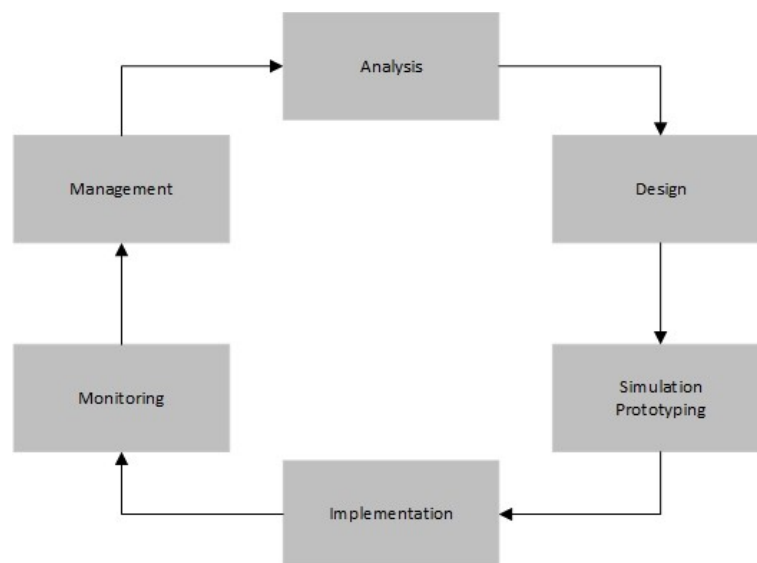 Analysis
Design
Simulation
Prototyping
Implementation
Monitoring
Management